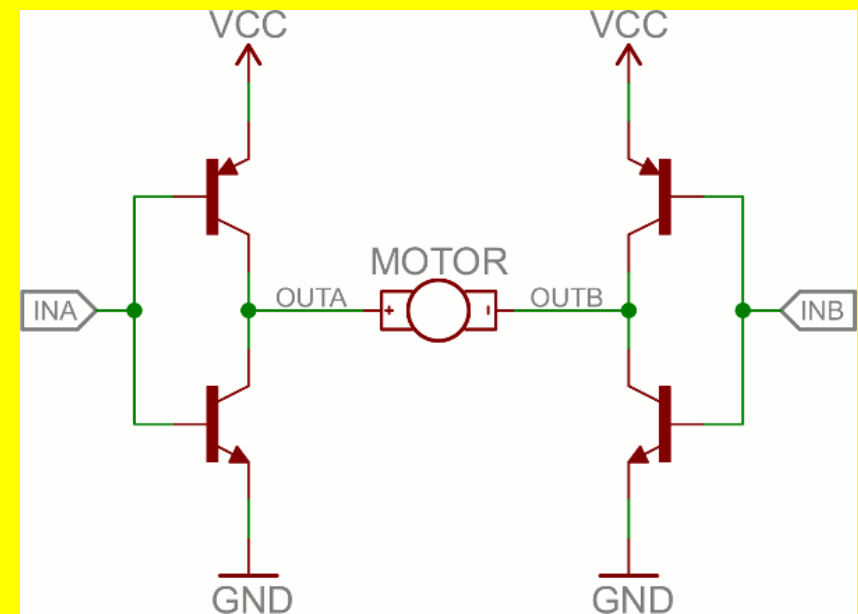 VCC VCC
MOTOR
INA OUTA + - OUTB INB
GND GND